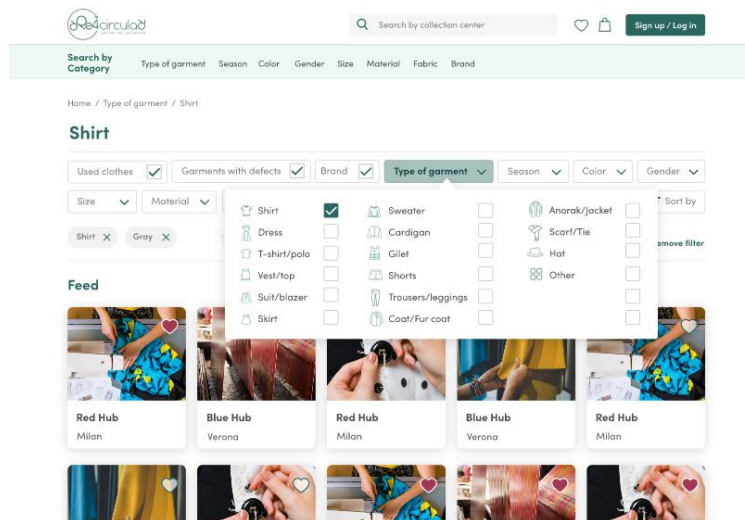 Re4circular
Search by collection center
Sign up / Log in
Search by
Category
Type of garment Season Color Gender Size Material Fabric Brand
Home / Type of garment / Shirt
Shirt
Used clothes Garments with defects Brand Type of garment Season Color Gender
Size Material Sort by
Shirt Gray emove filter
Shirt Sweater Anorak/Jacket
Dress Cardigan Scarf/Tie
T-shirt/polo Gilet Hat
Vest/top Shorts Other
Suit/blazer Trousers/leggings
Skirt Coat/Fur coat
Feed
Red Hub Blue Hub Red Hub Blue Hub Red Hub
Milan Verona Milan Verona Milan